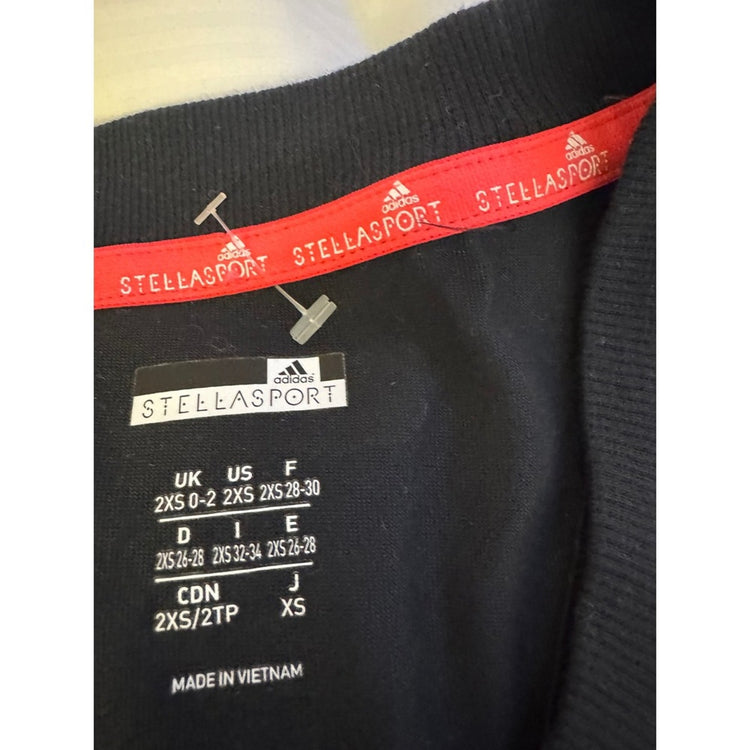 adidas
STELLASPORT
adidas
STELLASPORT
adidas
STELLASPORT
adidas
STELLASPORT
UK US F
2XS 0-2 2XS 2XS 28-30
D I E
2XS 26-28 2XS 32-34 2XS 26-28
CDN J
2XS/2TP XS
MADE IN VIETNAM